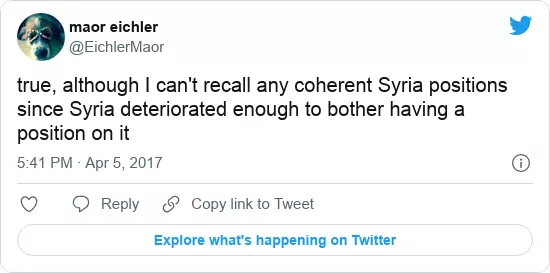 maor eichler
@EichlerMaor
true, although I can't recall any coherent Syria positions
since Syria deteriorated enough to bother having a
position on it
5:41 PM · Apr 5, 2017
Reply
Copy link to Tweet
Explore what's happening on Twitter